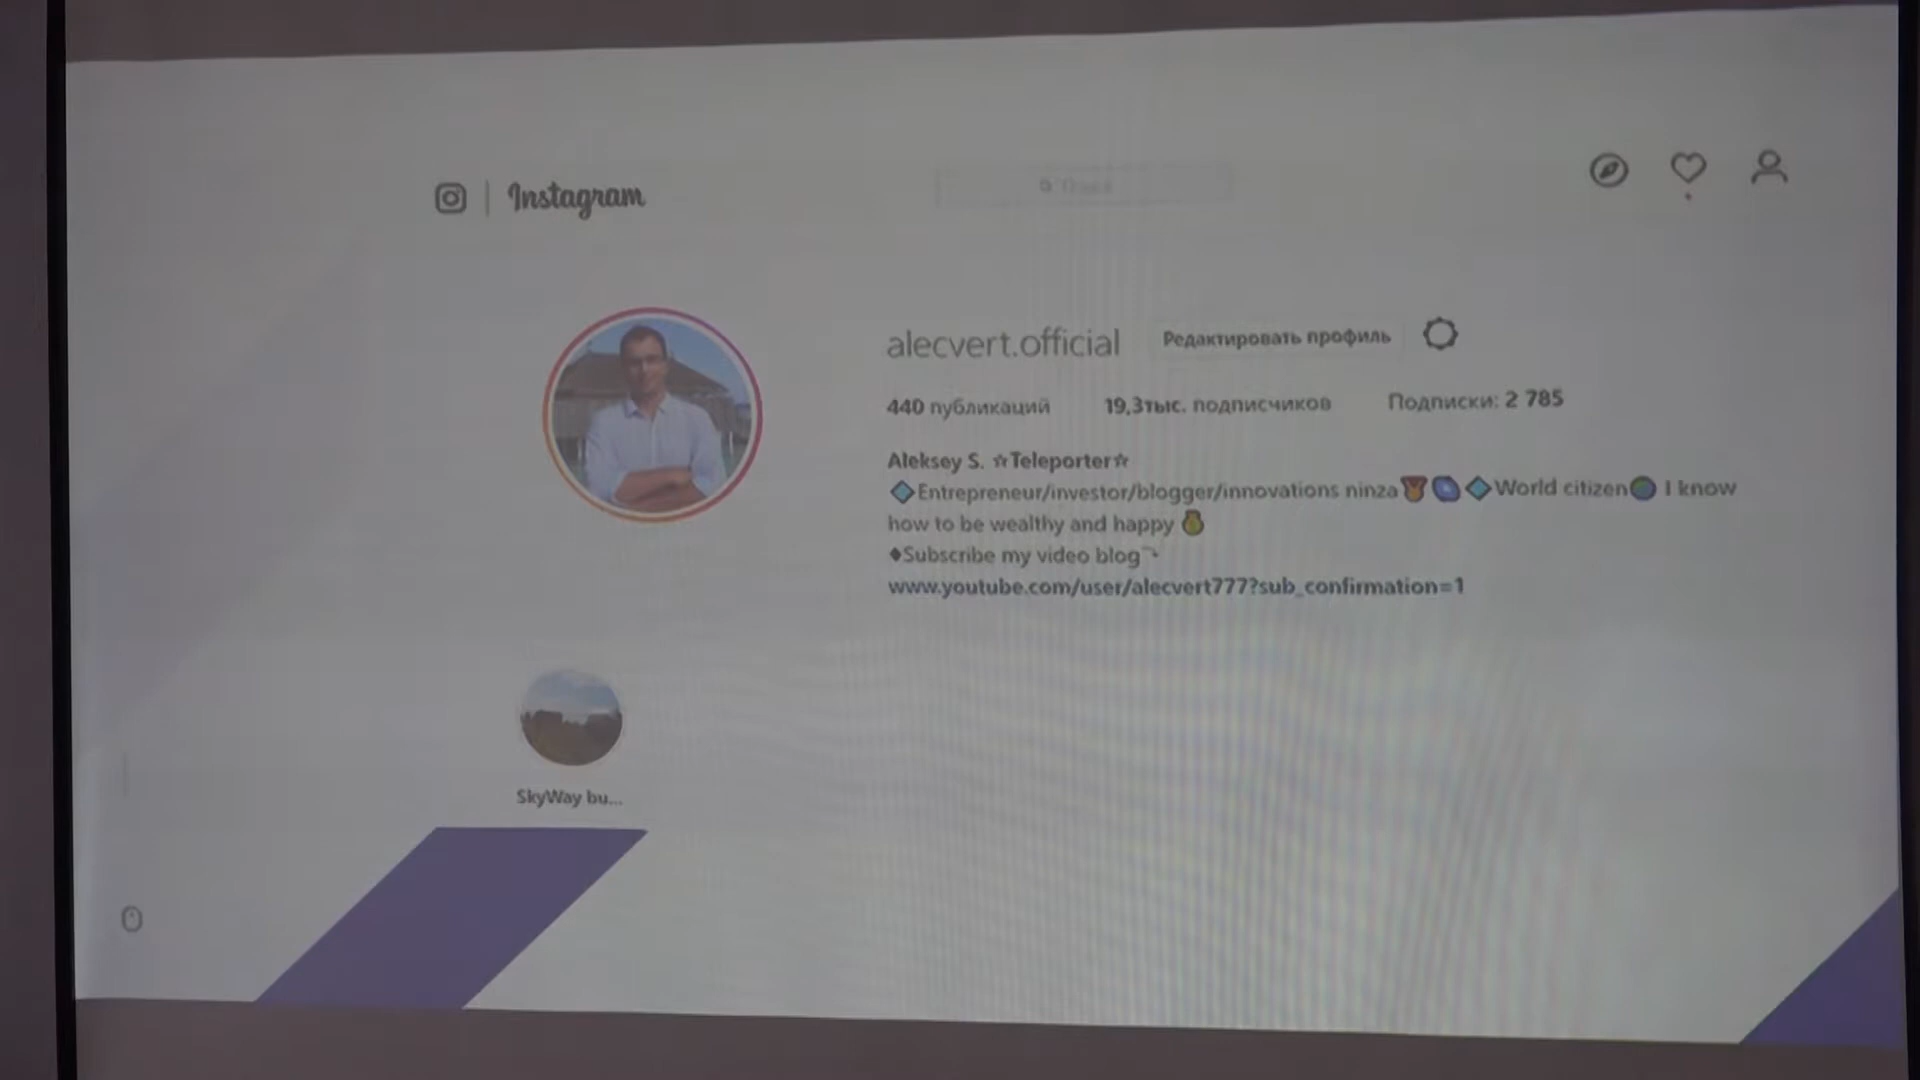 Instagram
alecvert.official Редактировать профиль
440 публикаций 19,3тыс. подписчиков Подписки: 2 785
Aleksey S. ☆Teleporter☆
Entrepreneur/investor/blogger/innovations ninza World citizen I know
how to be wealthy and happy
♦Subscribe my video blog
www.youtube.com/user/alecvert777?sub_confirmation=1
SkyWay bu...